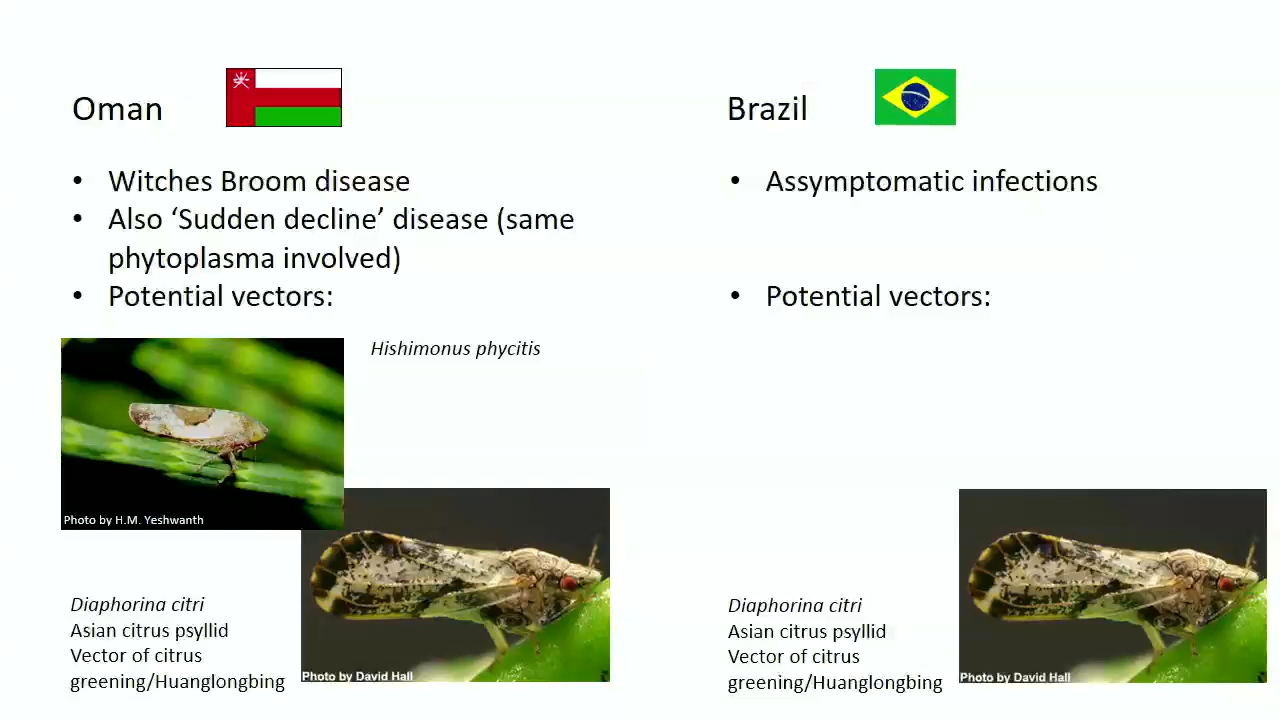 Oman
• Witches Broom disease
• Also ‘Sudden decline’ disease (same
phytoplasma involved)
• Potential vectors:
Hishimonus phycitis
Photo by H.M. Yeshwanth
Diaphorina citri
Asian citrus psyllid
Vector of citrus
greening/Huanglongbing
Photo by David Hall
Brazil
• Assymptomatic infections
• Potential vectors:
Diaphorina citri
Asian citrus psyllid
Vector of citrus
greening/Huanglongbing
Photo by David Hall